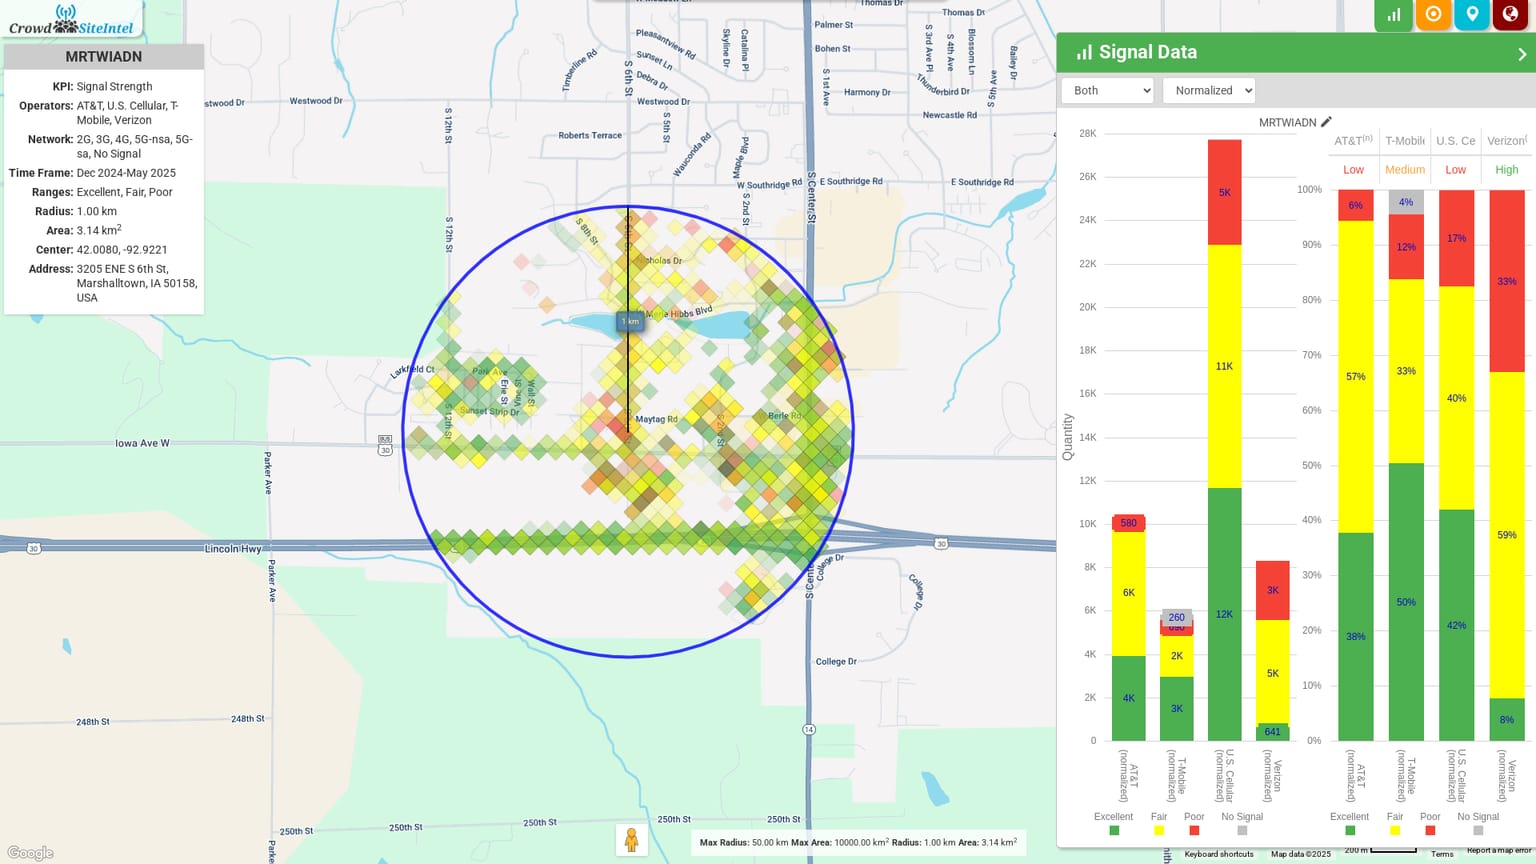 Crowd SiteIntel
MRTWIADN
KPI: Signal Strength
Operators: AT&T, U.S. Cellular, T-
Mobile, Verizon
Network: 2G, 3G, 4G, 5G-nsa, 5G-
sa, No Signal
Time Frame: Dec 2024-May 2025
Ranges: Excellent, Fair, Poor
Radius: 1.00 km
Area: 3.14 km²
Center: 42.0080, -92.9221
Address: 3205 ENE S 6th St,
Marshalltown, IA 50158,
USA
Thomas Dr
Thomas Dr
Palmer St
Pleasantview Rd
Skyline Dr
Catalina Pl
Bohen St
S 3rd Ave Pl
S 4th Ave
Blossom Ln
Bailey Dr
Timberline Rd
Sunset Ln
S 6th St
Debra Dr
S 1st Ave
Harmony Dr
Thunderbird Dr
S 5th Ave
stwood Dr
Westwood Dr
Westwood Dr
S 12th St
S 5th St
Newcastle Rd
Roberts Terrace
Wauconda Rd
Maple Blvd
W Southridge Rd
E Southridge Rd
E Southridge Rd
S 2nd St
S Center St
S 12th St
S 8th St
Nicholas Dr
Merle Hibbs Blvd
1 km
Larkfield Ct
Park Ave
Erie St
Wall St
Sunset Strip Dr
S 12th St
Maytag Rd
W Berle Rd
S 2nd St
Iowa Ave W
BUS
30
Parker Ave
Lincoln Hwy
30
30
Parker Ave
S Cent
College Dr
College Dr
College Dr
248th St
248th St
14
250th St
250th St
250th St
250th St
250th St
Parke
Google
Max Radius: 50.00 km Max Area: 10000.00 km² Radius: 1.00 km Area: 3.14 km²
Signal Data
Both
Normalized
MRTWIADN
Quantity
28K
26K
24K
22K
20K
18K
16K
14K
12K
10K
8K
6K
4K
2K
0
580
6K
4K
260
690
2K
3K
5K
11K
12K
3K
5K
641
AT&T (normalized)
T-Mobile (normalized)
U.S. Cellular (normalized)
Verizon (normalized)
Excellent
Fair
Poor
No Signal
AT&T(n)
T-Mobile
U.S. Ce
Verizon(
Low
Medium
Low
High
100%
90%
80%
70%
60%
50%
40%
30%
20%
10%
0%
6%
57%
38%
4%
12%
33%
50%
17%
40%
42%
33%
59%
8%
AT&T (normalized)
T-Mobile (normalized)
U.S. Cellular (normalized)
Verizon (normalized)
Excellent
Fair
Poor
No Signal
Keyboard shortcuts
Map data ©2025
200 m
Terms
Report a map error